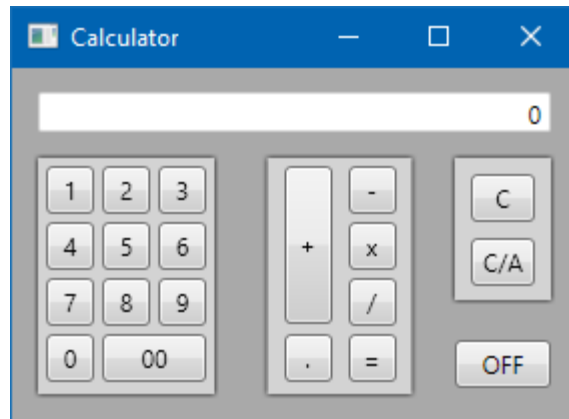 Calculator
0
1 2 3 + - C
4 5 6 x C/A
7 8 9 /
0 00 . = OFF